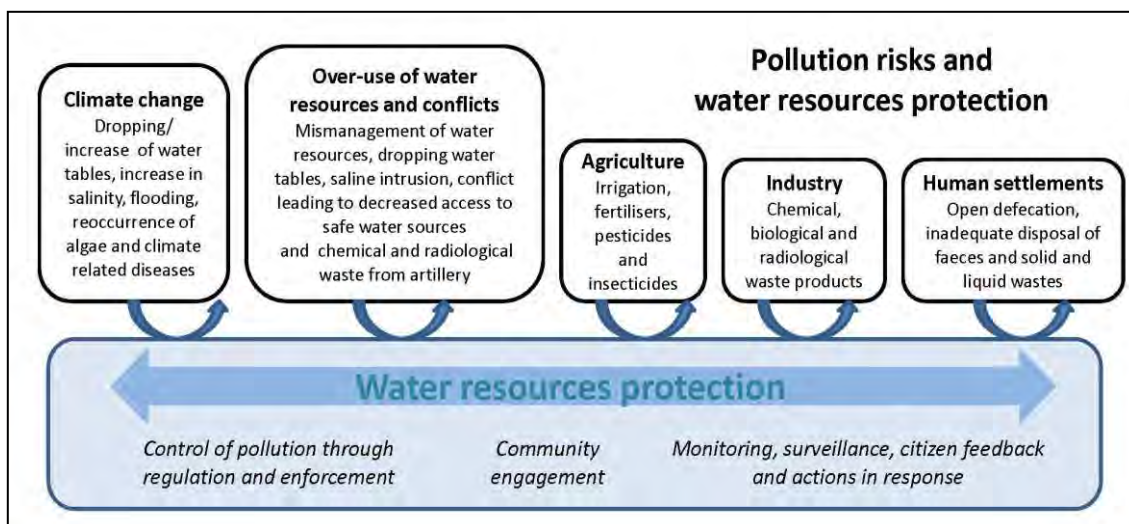 Pollution risks and
water resources protection
Climate change
Dropping/
increase of water
tables, increase in
salinity, flooding,
reoccurrence of
algae and climate
related diseases
Over-use of water
resources and conflicts
Mismanagement of water
resources, dropping water
tables, saline intrusion, conflict
leading to decreased access to
safe water sources
and chemical and radiological
waste from artillery
Agriculture
Irrigation,
fertilisers,
pesticides
and
insecticides
Industry
Chemical,
biological and
radiological
waste products
Human settlements
Open defecation,
inadequate disposal of
faeces and solid and
liquid wastes
Water resources protection
Control of pollution through
regulation and enforcement
Community
engagement
Monitoring, surveillance, citizen feedback
and actions in response